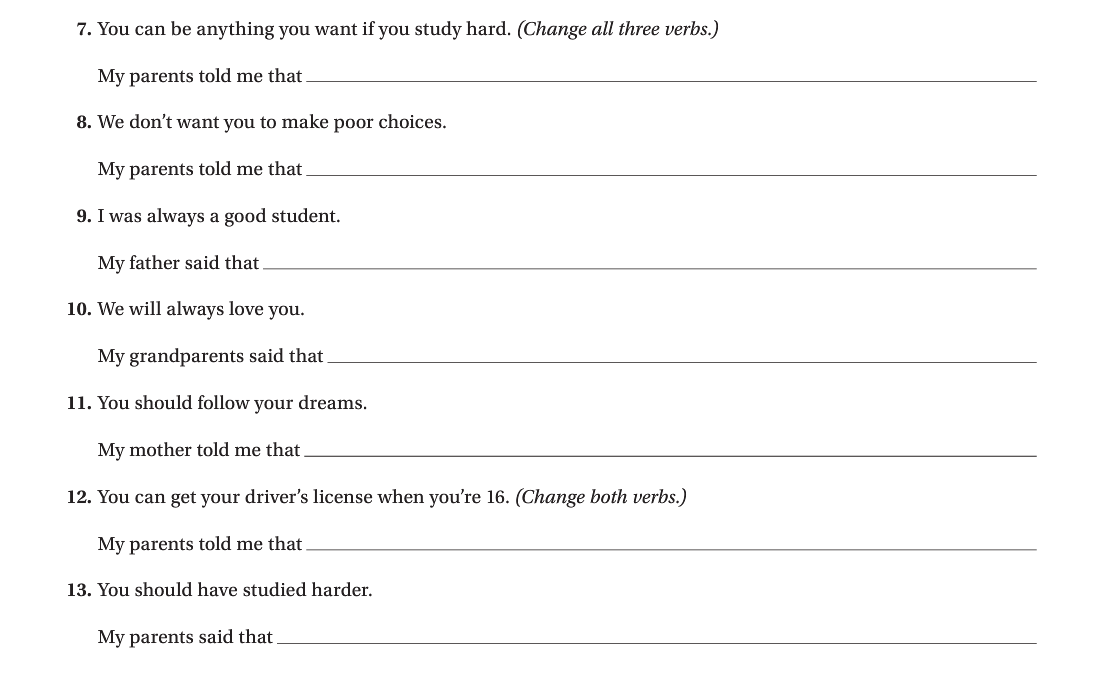 7. You can be anything you want if you study hard. (Change all three verbs.)
My parents told me that
8. We don’t want you to make poor choices.
My parents told me that
9. I was always a good student.
My father said that
10. We will always love you.
My grandparents said that
11. You should follow your dreams.
My mother told me that
12. You can get your driver’s license when you’re 16. (Change both verbs.)
My parents told me that
13. You should have studied harder.
My parents said that